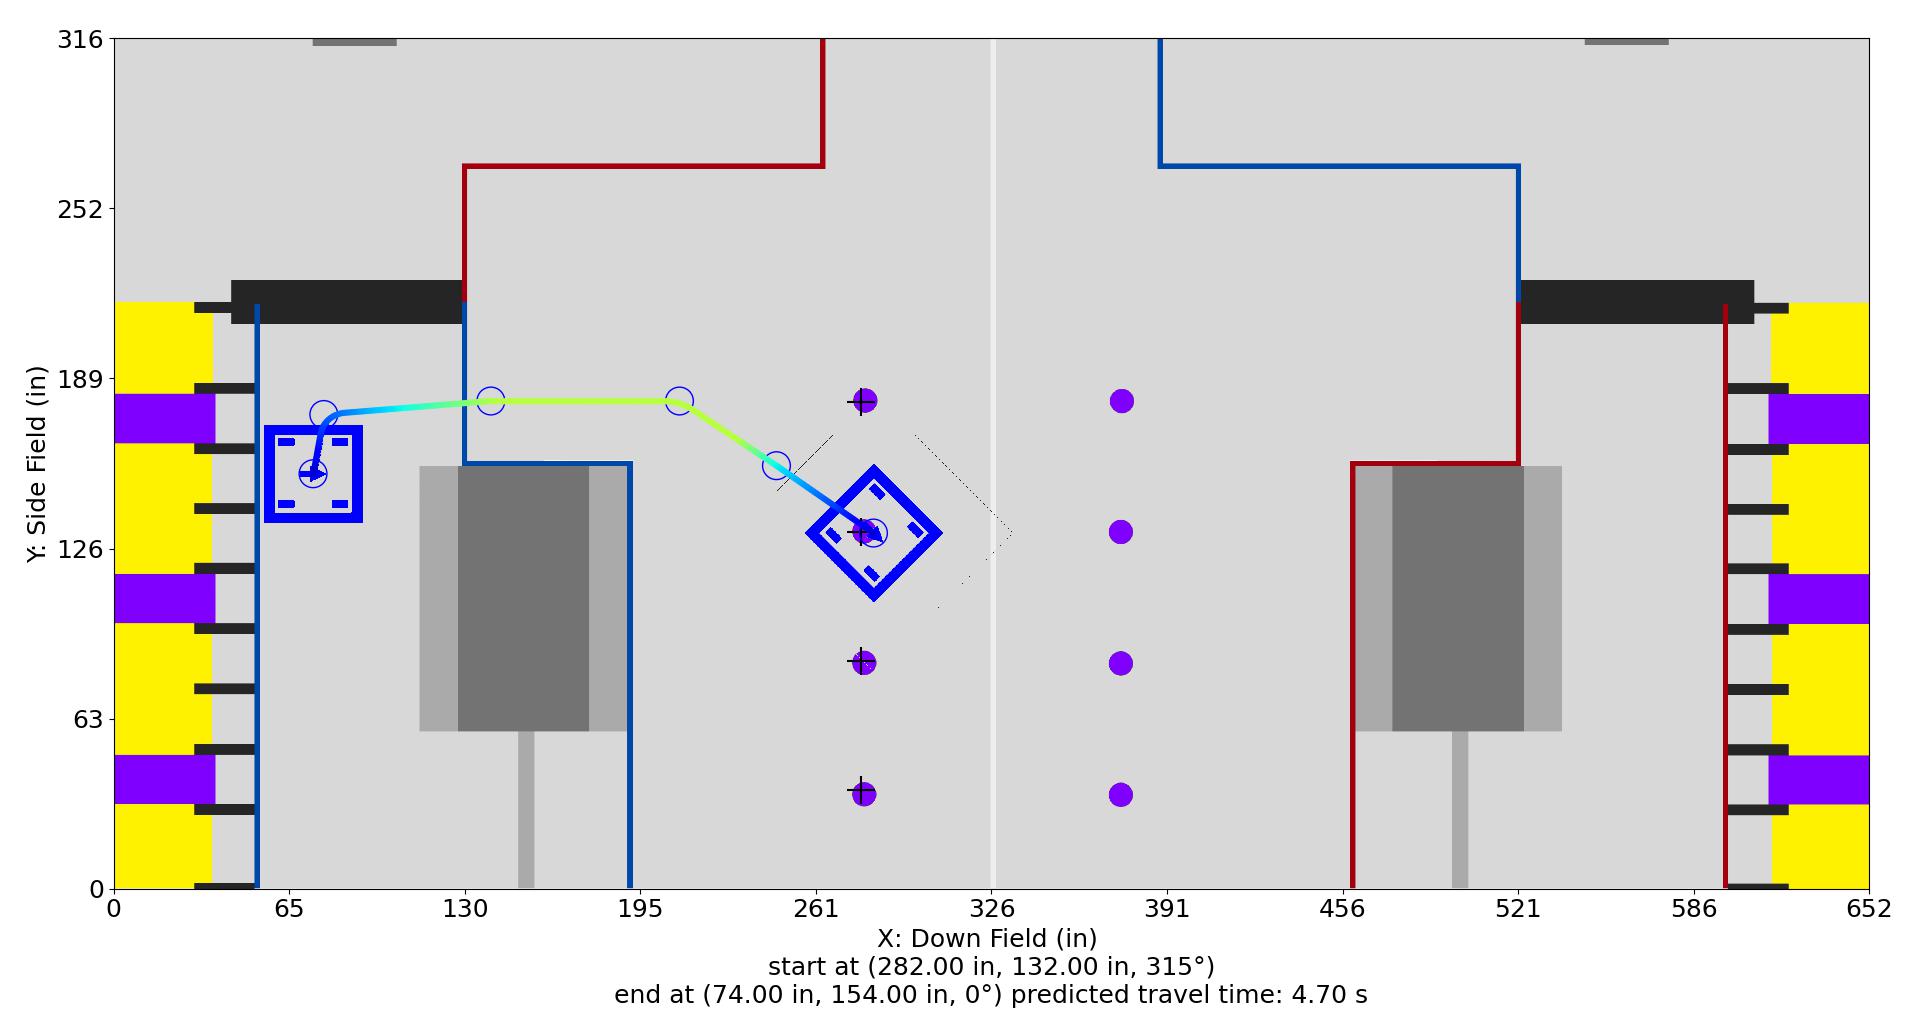 316
252
189
126
63
0
Y: Side Field (in)
0 65 130 195 261 326 391 456 521 586 652
X: Down Field (in)
start at (282.00 in, 132.00 in, 315°)
end at (74.00 in, 154.00 in, 0°) predicted travel time: 4.70 s